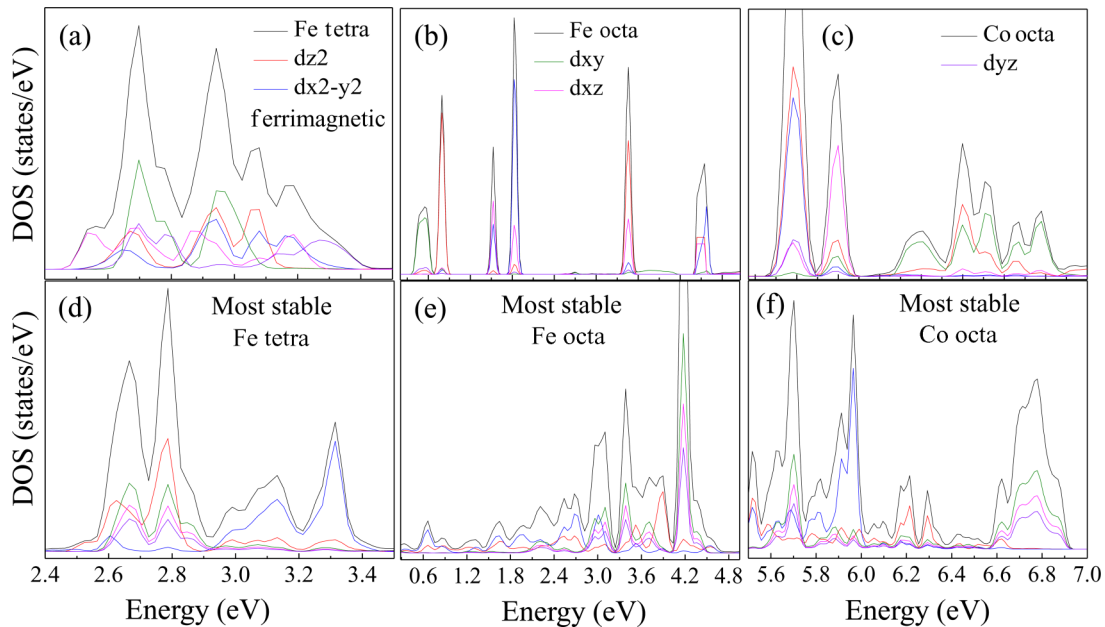 (a)
Fe tetra
dz2
dx2-y2
ferrimagnetic
(b)
Fe octa
dxy
dxz
(c)
Co octa
dyz
DOS (states/eV)
(d)
Most stable
Fe tetra
(e)
Most stable
Fe octa
(f)
Most stable
Co octa
DOS (states/eV)
2.4 2.6 2.8 3.0 3.2 3.4
0.6 1.2 1.8 2.4 3.0 3.6 4.2 4.8
5.6 5.8 6.0 6.2 6.4 6.6 6.8 7.0
Energy (eV)
Energy (eV)
Energy (eV)